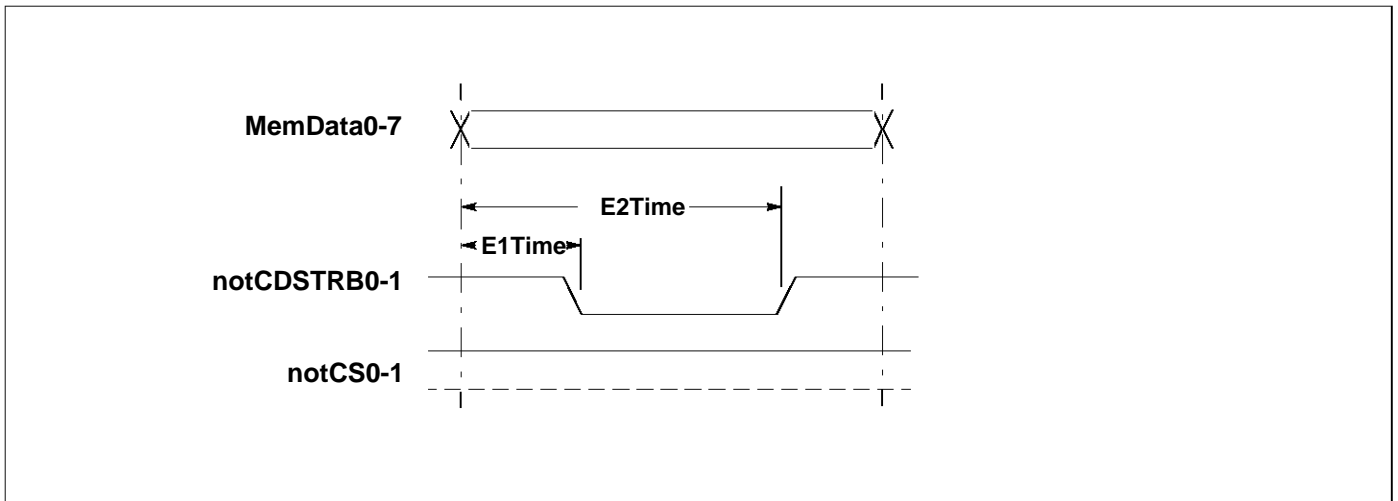 MemData0-7
E2Time
E1Time
notCDSTRB0-1
notCS0-1